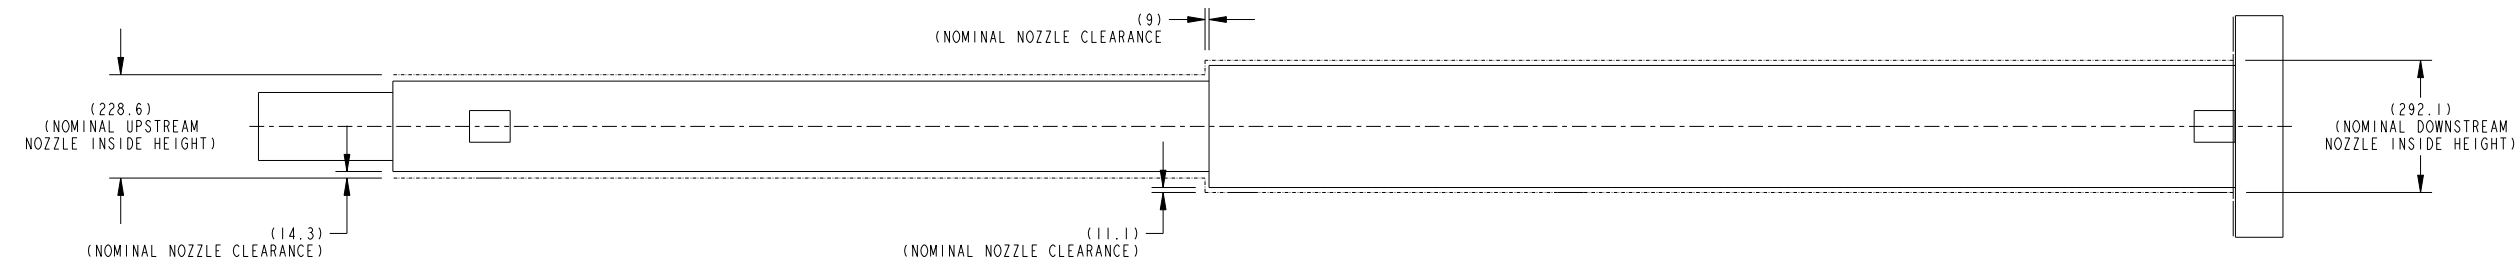 (9)
(NOMINAL NOZZLE CLEARANCE
(228.6)
(NOMINAL UPSTREAM
NOZZLE INSIDE HEIGHT)
(292.1)
(NOMINAL DOWNSTREAM
NOZZLE INSIDE HEIGHT)
(14.3)
(NOMINAL NOZZLE CLEARANCE)
(11.1)
(NOMINAL NOZZLE CLEARANCE)